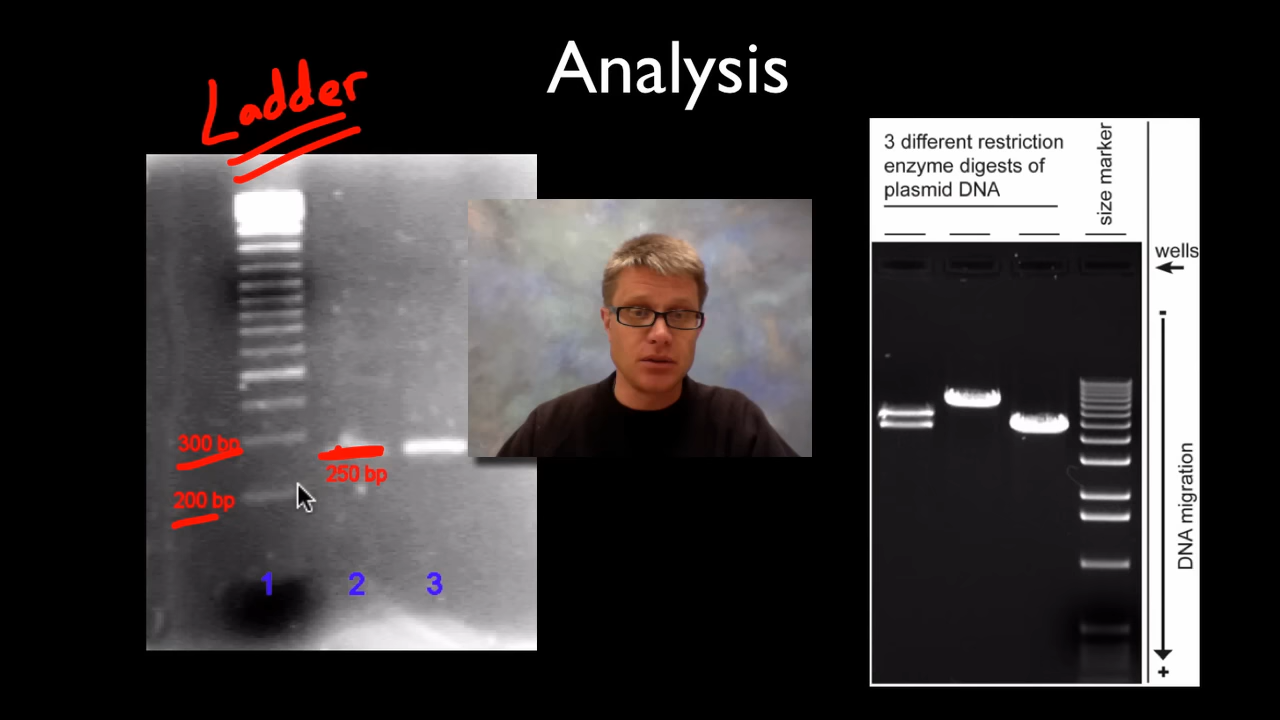 Analysis
Ladder
300 bp
250 bp
200 bp
1 2 3
3 different restriction
enzyme digests of
plasmid DNA
size marker
wells
-
DNA migration
+